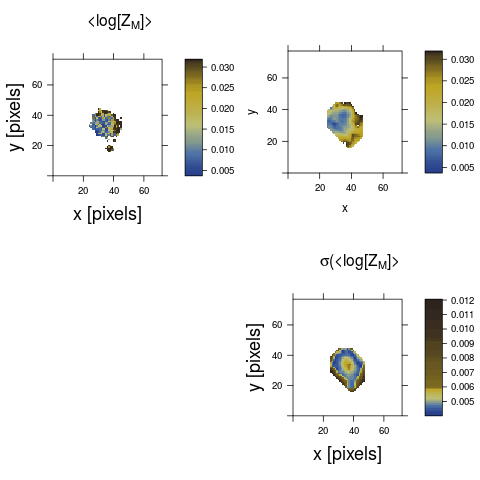 <log[Z_M]>
0.030
0.025
0.020
0.015
0.010
0.005
60
40
20
y [pixels]
20 40 60
x [pixels]
0.030
0.025
0.020
0.015
0.010
0.005
60
40
20
y
20 40 60
x
σ(<log[Z_M]>
0.012
0.011
0.010
0.009
0.008
0.007
0.006
0.005
60
40
20
y [pixels]
20 40 60
x [pixels]